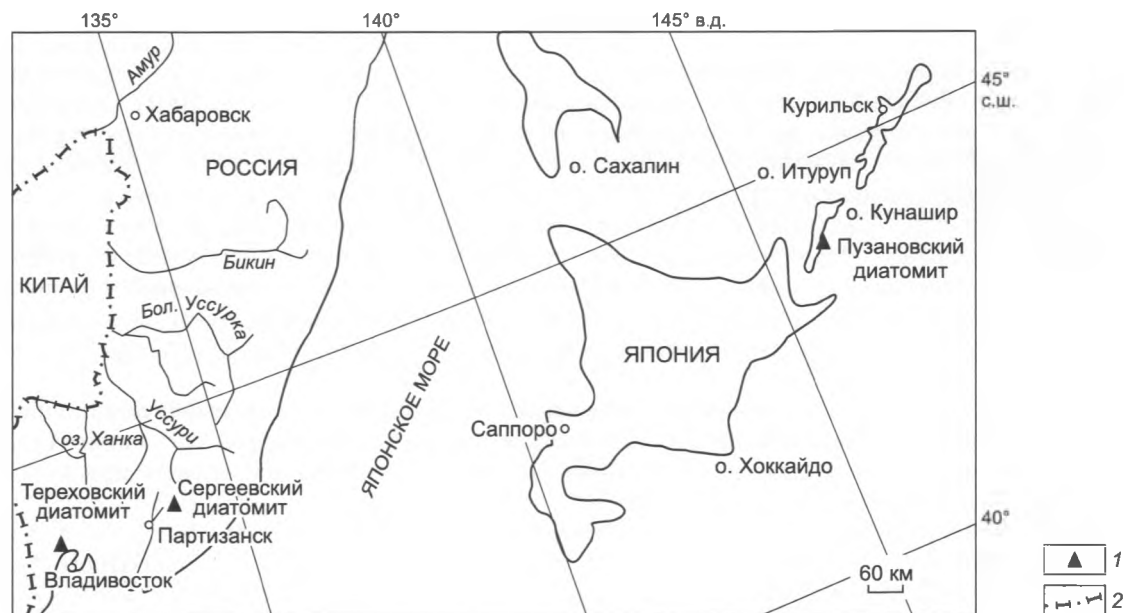 135°
140°
145° в.д.
45°
с.ш.
Амур
Хабаровск
Курильск
РОССИЯ
о. Сахалин
о. Итуруп
о. Кунашир
Пузановский
диатомит
Бикин
КИТАЙ
Бол. Уссурка
ЯПОНИЯ
ЯПОНСКОЕ МОРЕ
Уссури
оз. Ханка
Саппоро
о. Хоккайдо
Тереховский
диатомит
Сергеевский
диатомит
Партизанск
40°
Владивосток
60 км
1
2